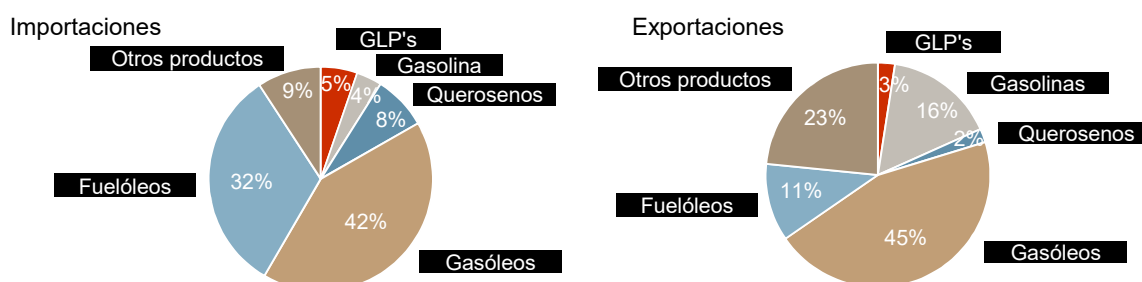 Importaciones
GLP's
Otros productos
Gasolina
Querosenos
5%
4%
9%
8%
32%
Fuelóleos
42%
Gasóleos
Exportaciones
GLP's
Otros productos
Gasolinas
3%
16%
23%
Querosenos
2%
11%
Fuelóleos
45%
Gasóleos